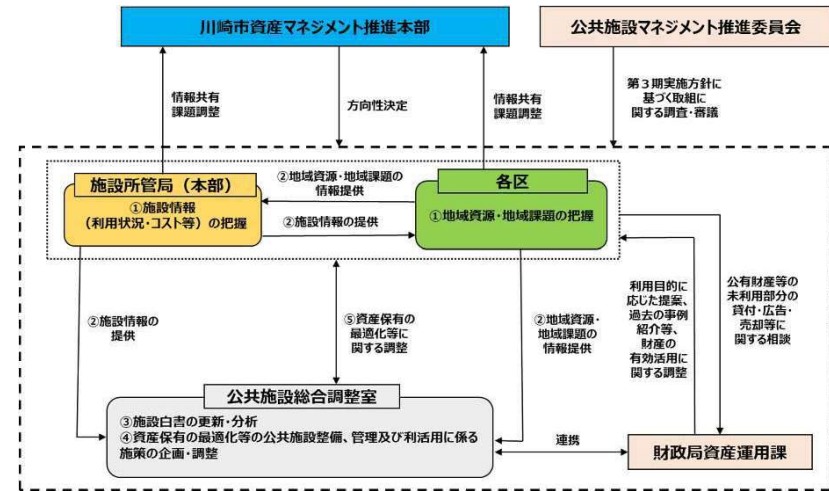 川崎市資産マネジメント推進本部
公共施設マネジメント推進委員会
情報共有
課題調整
方向性決定
情報共有
課題調整
第3期実施方針に
基づく取組に
関する調査・審議
施設所管局（本部）
①施設情報
（利用状況・コスト等）の把握
②地域資源・地域課題の
情報提供
②施設情報の提供
各区
①地域資源・地域課題の把握
②施設情報の
提供
⑤資産保有の
最適化等に
関する調整
②地域資源・
地域課題の
情報提供
利用目的に
応じた提案、
過去の事例
紹介等、
財産の
有効活用に
関する調整
公有財産等の
未利用部分の
貸付・広告・
売却等に
関する相談
公共施設総合調整室
③施設白書の更新・分析
④資産保有の最適化等の公共施設整備、管理及び利活用に係る
施策の企画・調整
連携
財政局資産運用課